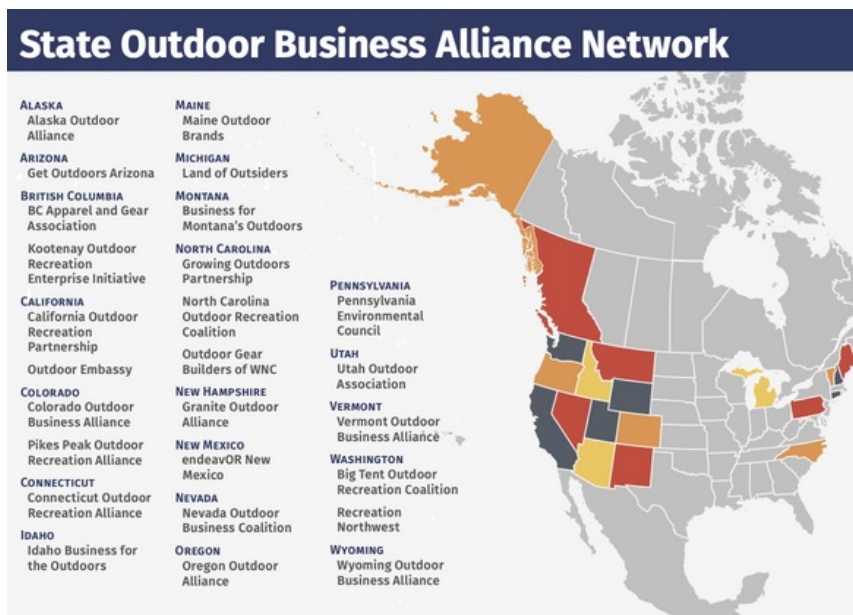 State Outdoor Business Alliance Network
ALASKA
Alaska Outdoor
Alliance
ARIZONA
Get Outdoors Arizona
BRITISH COLUMBIA
BC Apparel and Gear
Association
Kootenay Outdoor
Recreation
Enterprise Initiative
CALIFORNIA
California Outdoor
Recreation
Partnership
Outdoor Embassy
COLORADO
Colorado Outdoor
Business Alliance
Pikes Peak Outdoor
Recreation Alliance
CONNECTICUT
Connecticut Outdoor
Recreation Alliance
IDAHO
Idaho Business for
the Outdoors
MAINE
Maine Outdoor
Brands
MICHIGAN
Land of Outsiders
MONTANA
Business for
Montana's Outdoors
NORTH CAROLINA
Growing Outdoors
Partnership
North Carolina
Outdoor Recreation
Coalition
Outdoor Gear
Builders of WNC
NEW HAMPSHIRE
Granite Outdoor
Alliance
NEW MEXICO
endeavOR New
Mexico
NEVADA
Nevada Outdoor
Business Coalition
OREGON
Oregon Outdoor
Alliance
PENNSYLVANIA
Pennsylvania
Environmental
Council
UTAH
Utah Outdoor
Association
VERMONT
Vermont Outdoor
Business Alliance
WASHINGTON
Big Tent Outdoor
Recreation Coalition
Recreation
Northwest
WYOMING
Wyoming Outdoor
Business Alliance